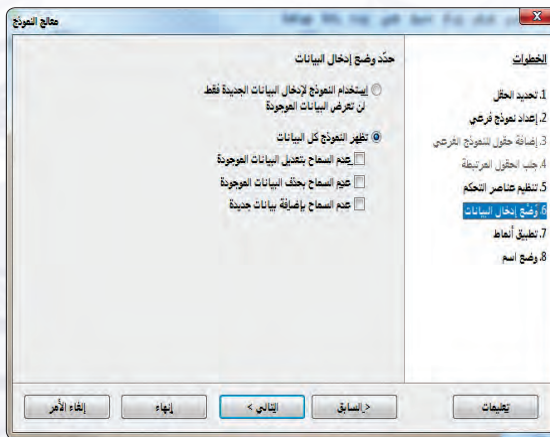 معالج النموذج
الخطوات
1. تحديد الحقل
2. إعداد نموذج فرعي
3. إضافة حقول للنموذج الفرعي
4. جلب الحقول المرتبطة
5. تنظيم عناصر التحكم
6. وَضْع إدخال البيانات
7. تطبيق أنماط
8. وضع اسم
حدّد وضع إدخال البيانات
إستخدام النموذج لإدخال البيانات الجديدة فقط
لن تعرض البيانات الموجودة
تظهر النموذج كل البيانات
عدم السماح بتعديل البيانات الموجودة
عدم السماح بحذف البيانات الموجودة
عدم السماح بإضافة بيانات جديدة
تعليمات
< السابق
التالي >
إنهاء
إلغاء الأمر